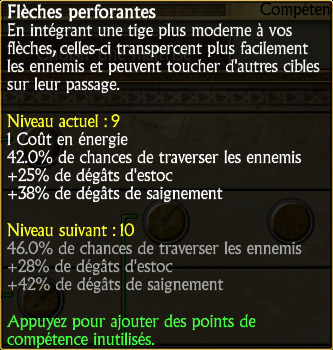 Flèches perforantes
Compéten
En intégrant une tige plus moderne à vos
flèches, celles-ci transpercent plus facilement
les ennemis et peuvent toucher d'autres cibles
sur leur passage.
Niveau actuel : 9
1 Coût en énergie
42.0% de chances de traverser les ennemis
+25% de dégâts d'estoc
+38% de dégâts de saignement
Niveau suivant : 10
46.0% de chances de traverser les ennemis
+28% de dégâts d'estoc
+42% de dégâts de saignement
Appuyez pour ajouter des points de
compétence inutilisés.